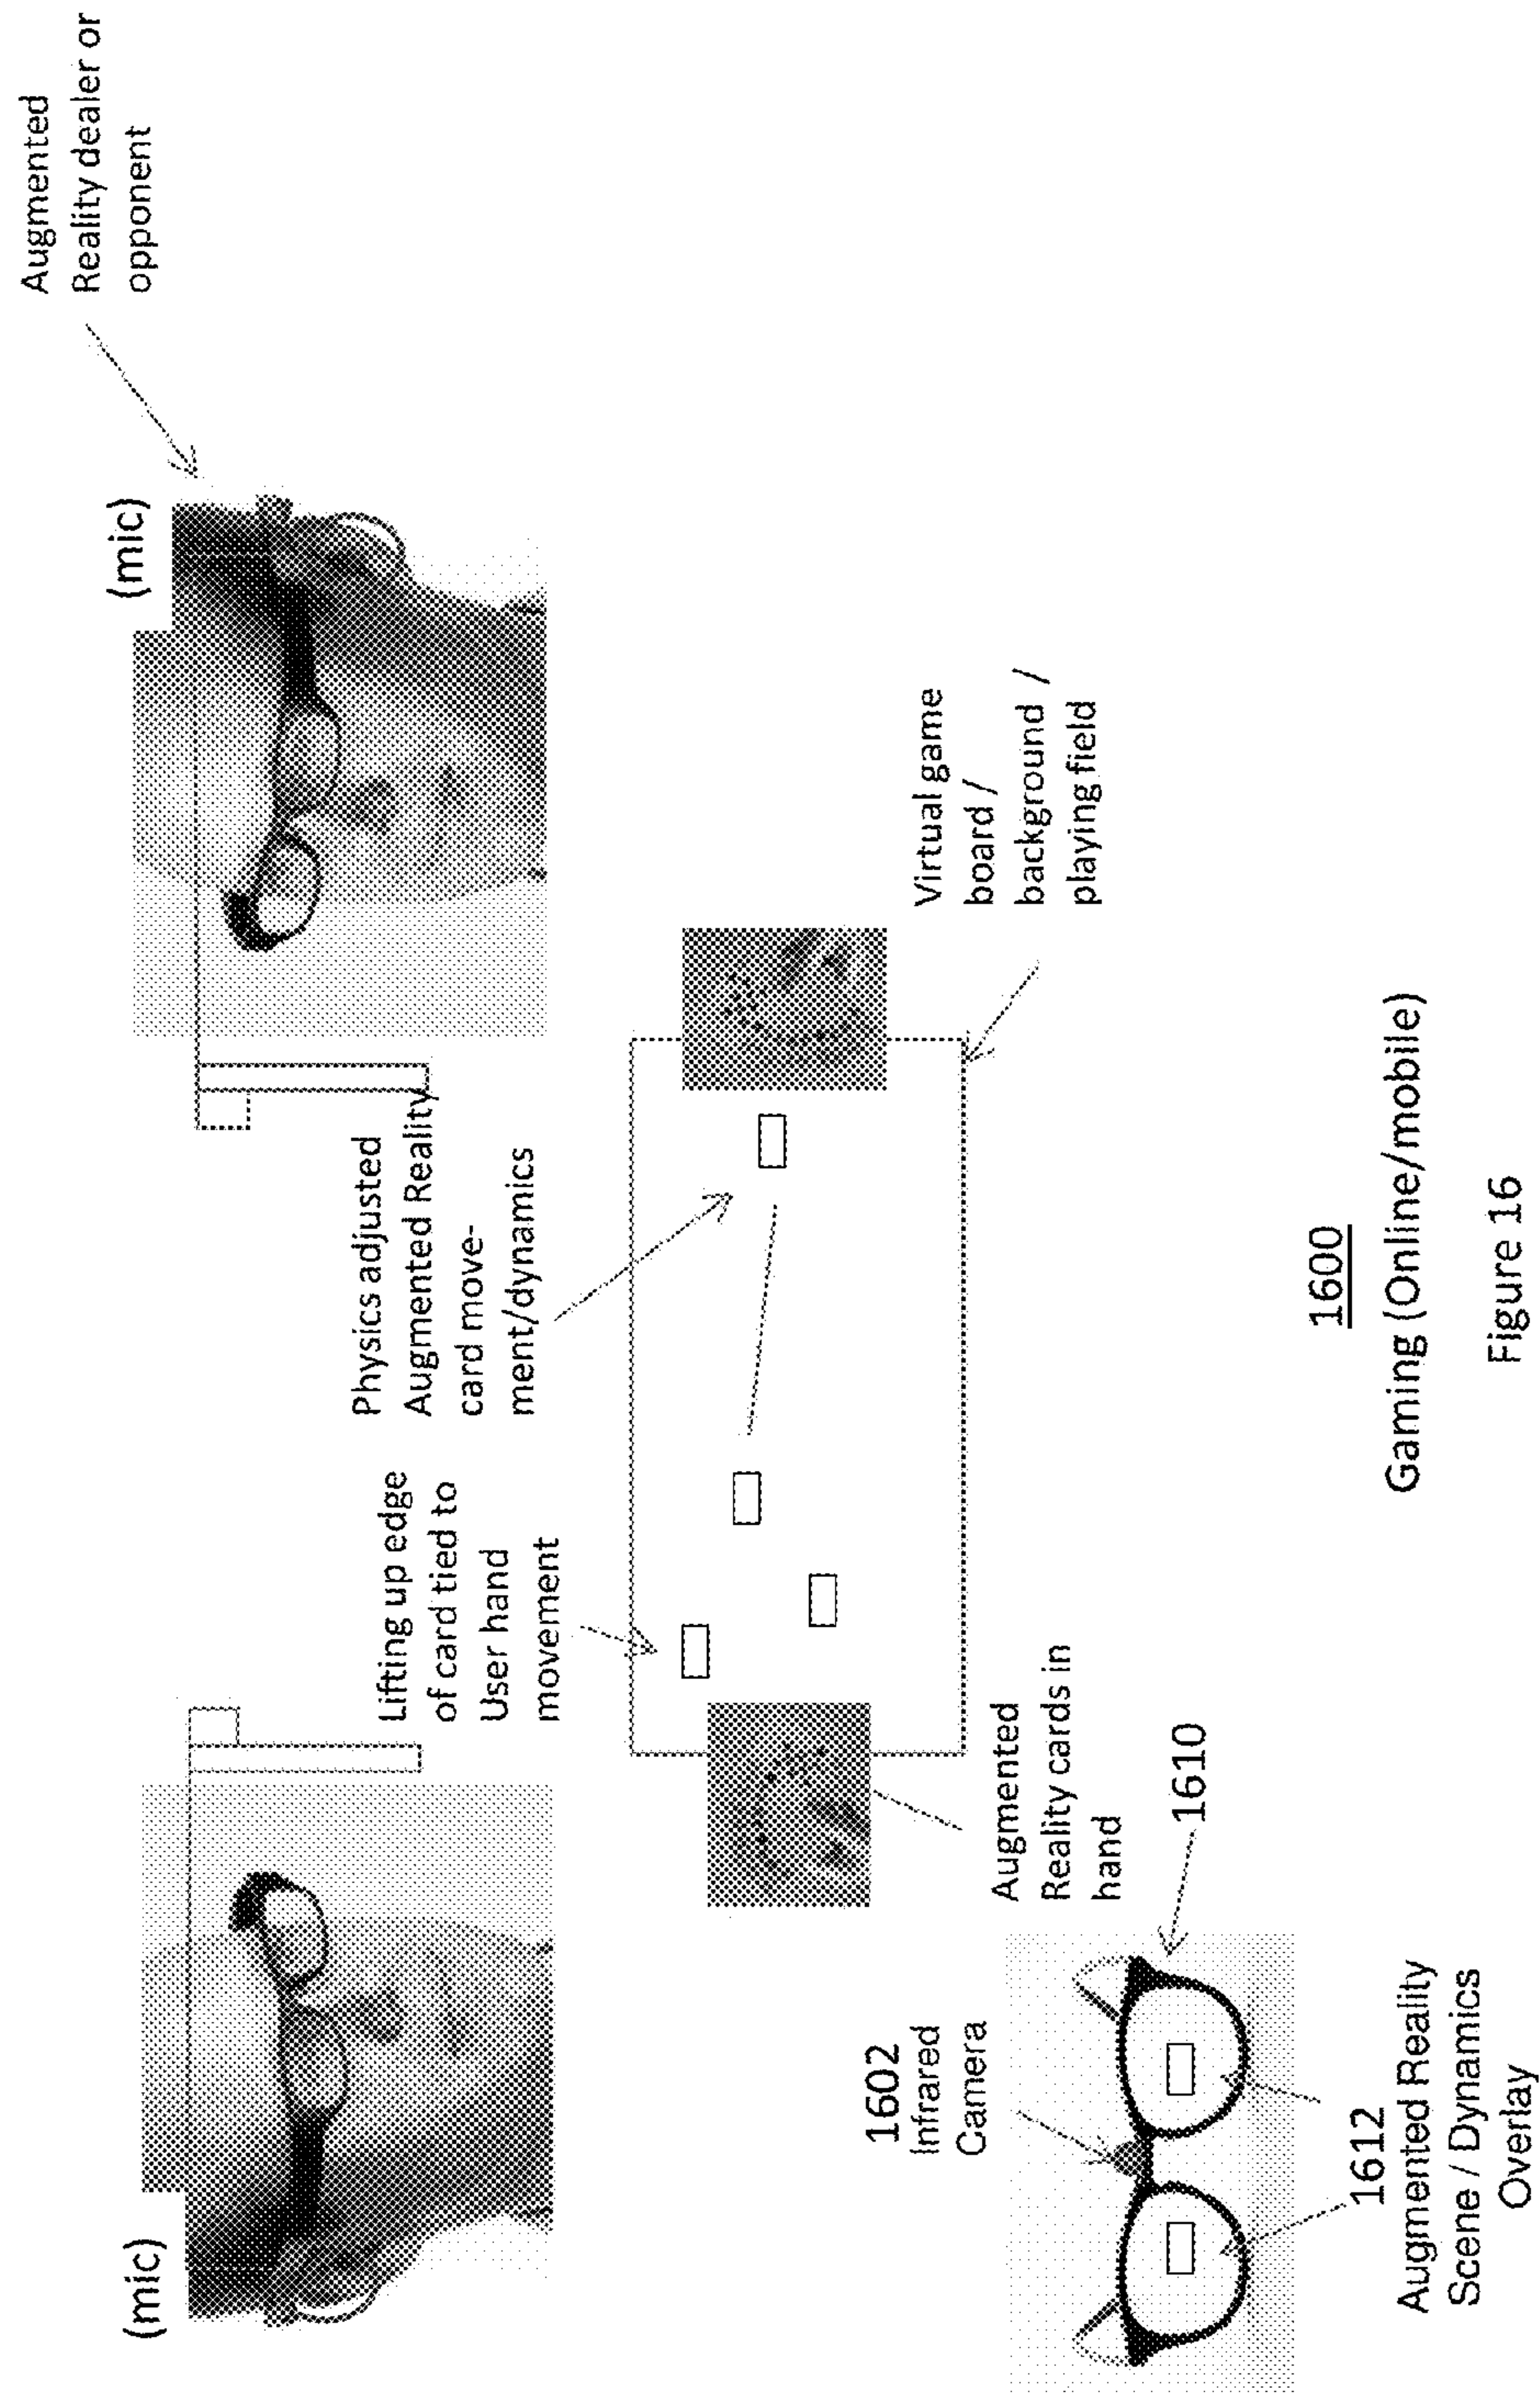 (mic)
(mic)
Augmented
Reality dealer or
opponent
Lifting up edge
of card tied to
User hand
movement
Physics adjusted
Augmented Reality
card move-
ment/dynamics
Augmented
Reality cards in
hand
Virtual game
board /
background /
playing field
1602
Infrared
Camera
1610
1612
Augmented Reality
Scene / Dynamics
Overlay
1600
Gaming (Online/mobile)
Figure 16